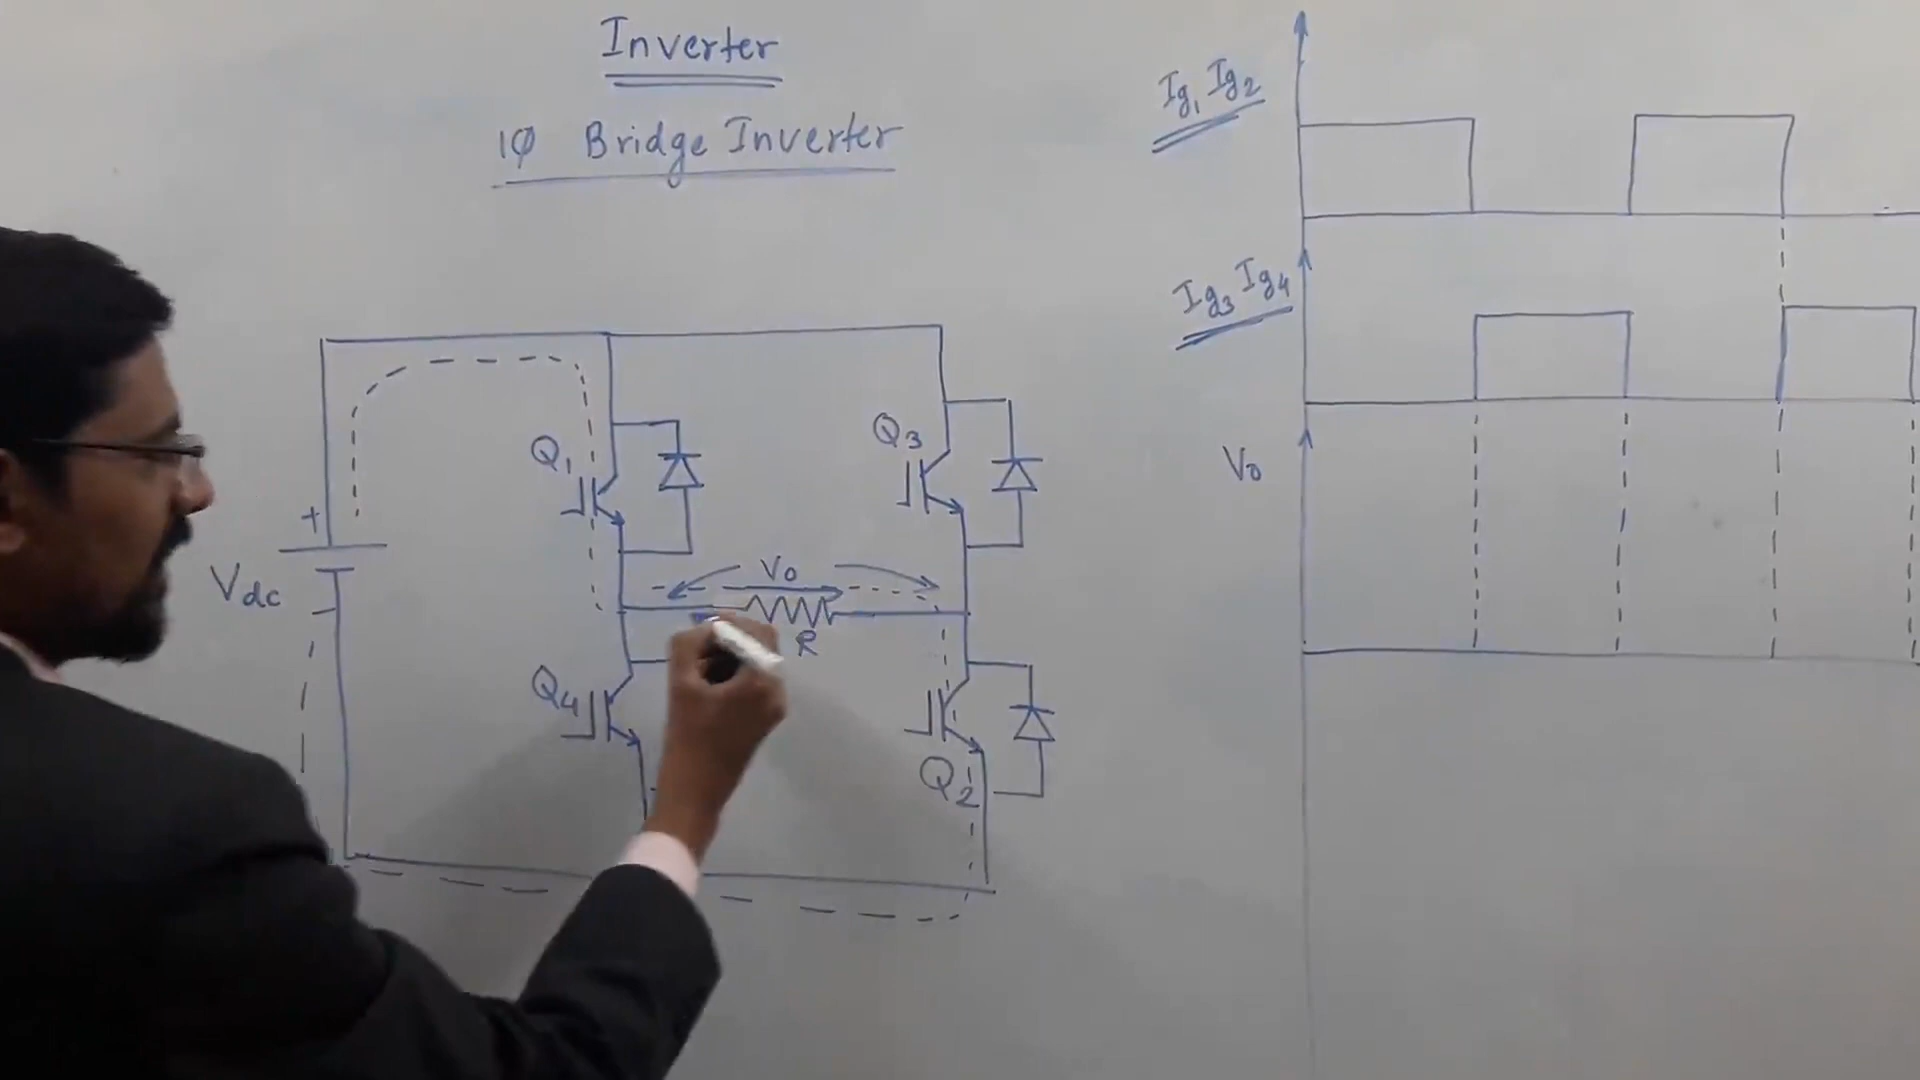 Inverter
1φ Bridge Inverter
Ig1 Ig2
Ig3 Ig4
Vo
Q1
Q3
+
Vdc
Vo
R
Q4
Q2